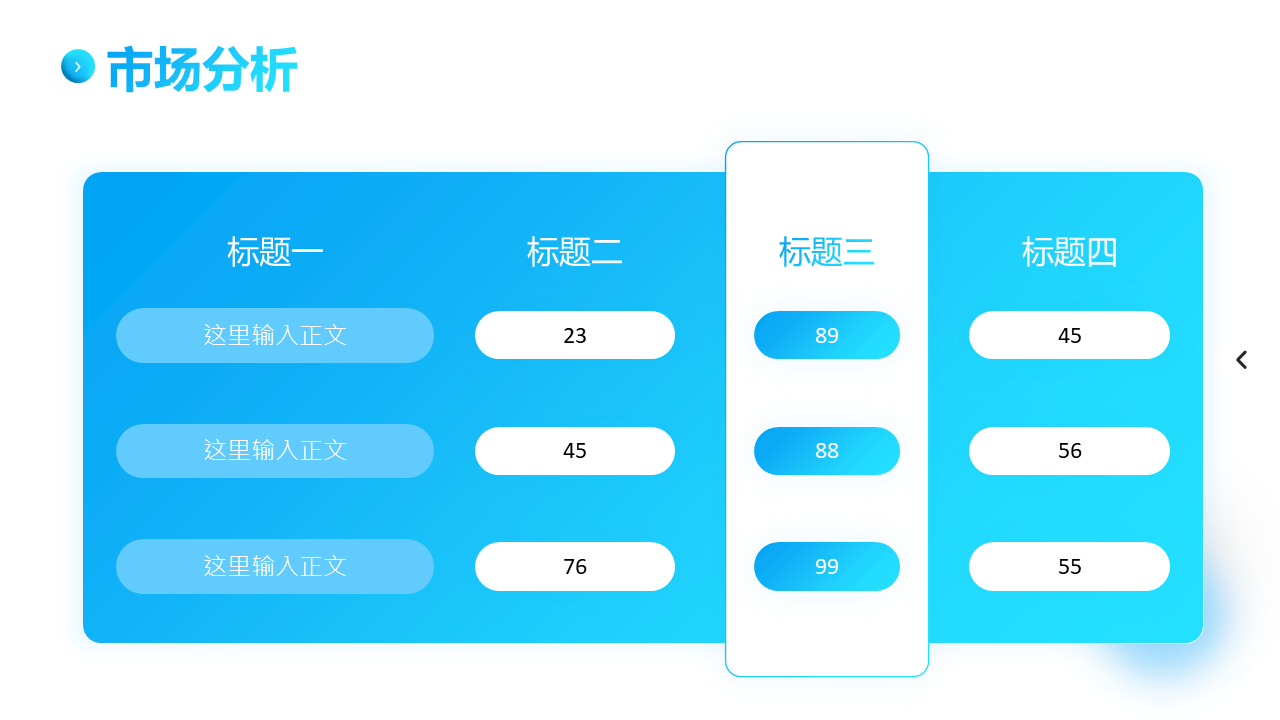 市场分析
标题一 标题二 标题三 标题四
这里输入正文 23 89 45
这里输入正文 45 88 56
这里输入正文 76 99 55